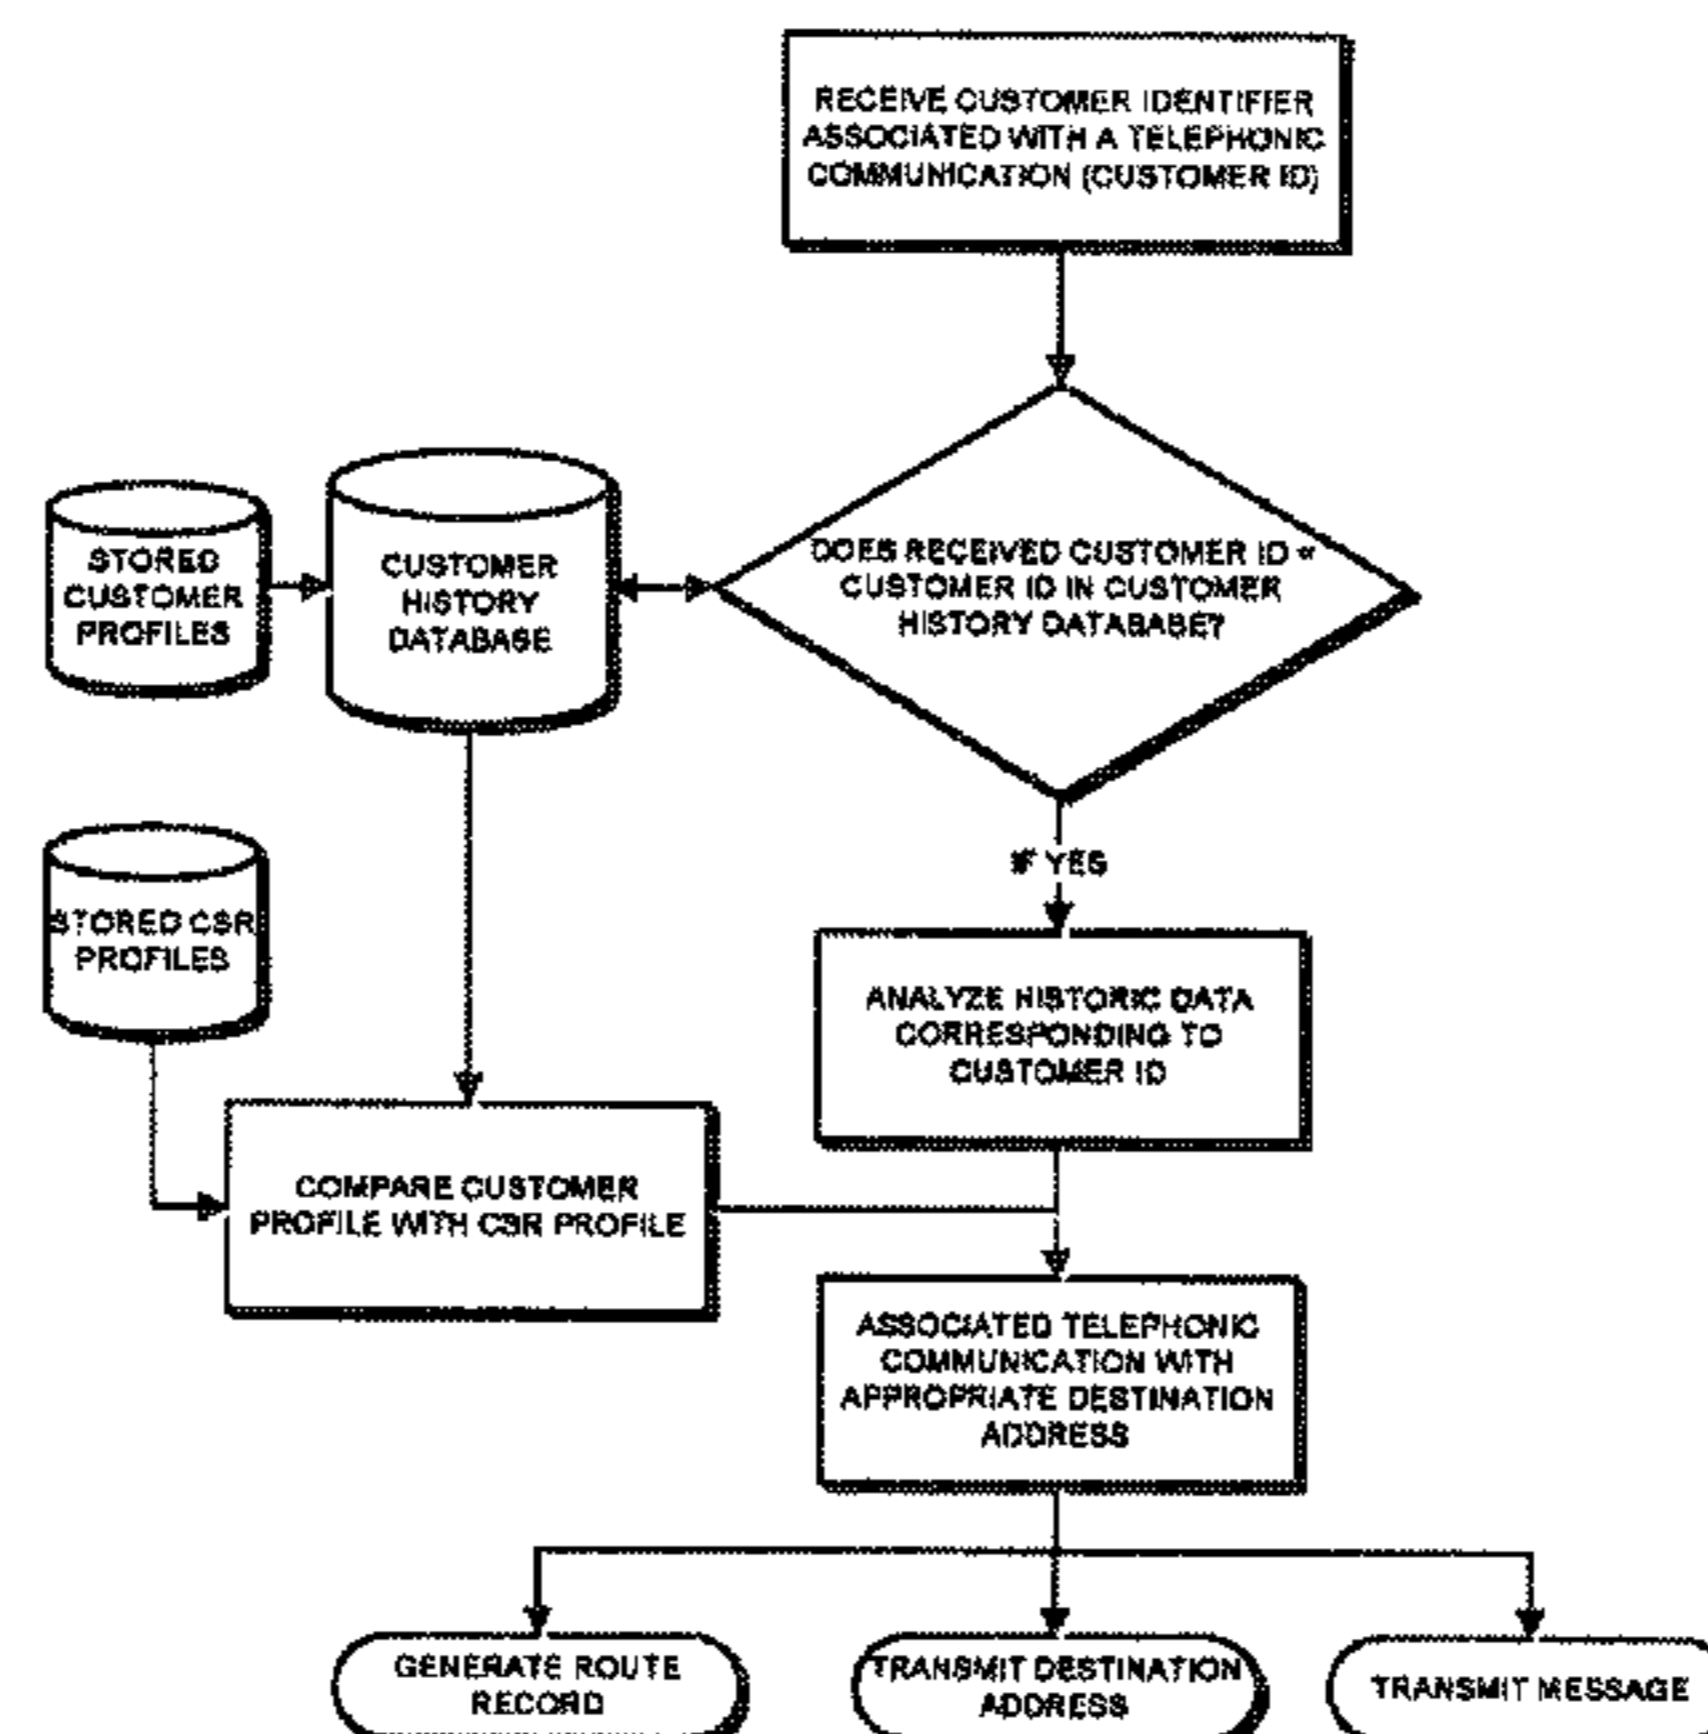 RECEIVE CUSTOMER IDENTIFIER
ASSOCIATED WITH A TELEPHONIC
COMMUNICATION (CUSTOMER ID)
DOES RECEIVED CUSTOMER ID =
CUSTOMER ID IN CUSTOMER
HISTORY DATABASE?
STORED
CUSTOMER
PROFILES
CUSTOMER
HISTORY
DATABASE
IF YES
STORED CSR
PROFILES
ANALYZE HISTORIC DATA
CORRESPONDING TO
CUSTOMER ID
COMPARE CUSTOMER
PROFILE WITH CSR PROFILE
ASSOCIATED TELEPHONIC
COMMUNICATION WITH
APPROPRIATE DESTINATION
ADDRESS
GENERATE ROUTE
RECORD
TRANSMIT DESTINATION
ADDRESS
TRANSMIT MESSAGE